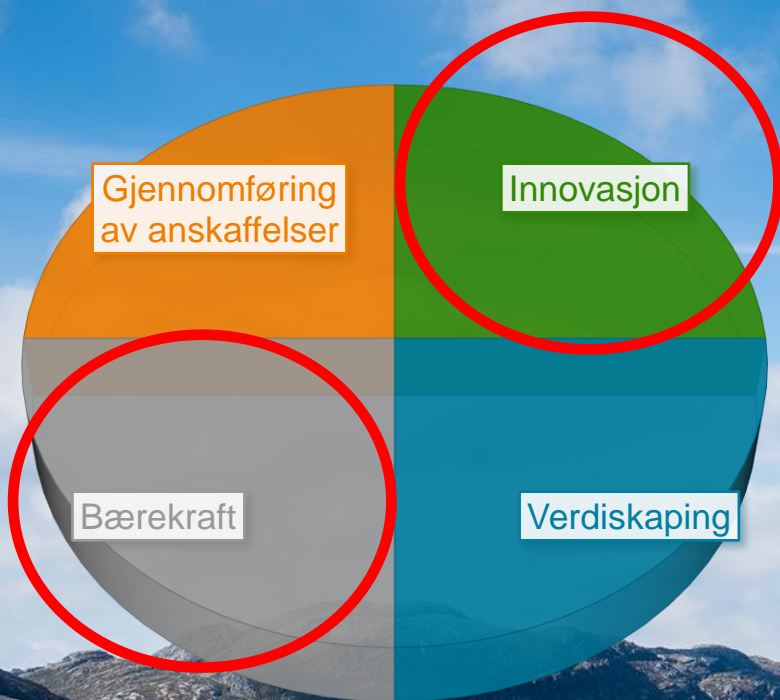 Gjennomføring
av anskaffelser
Innovasjon
Bærekraft
Verdiskaping